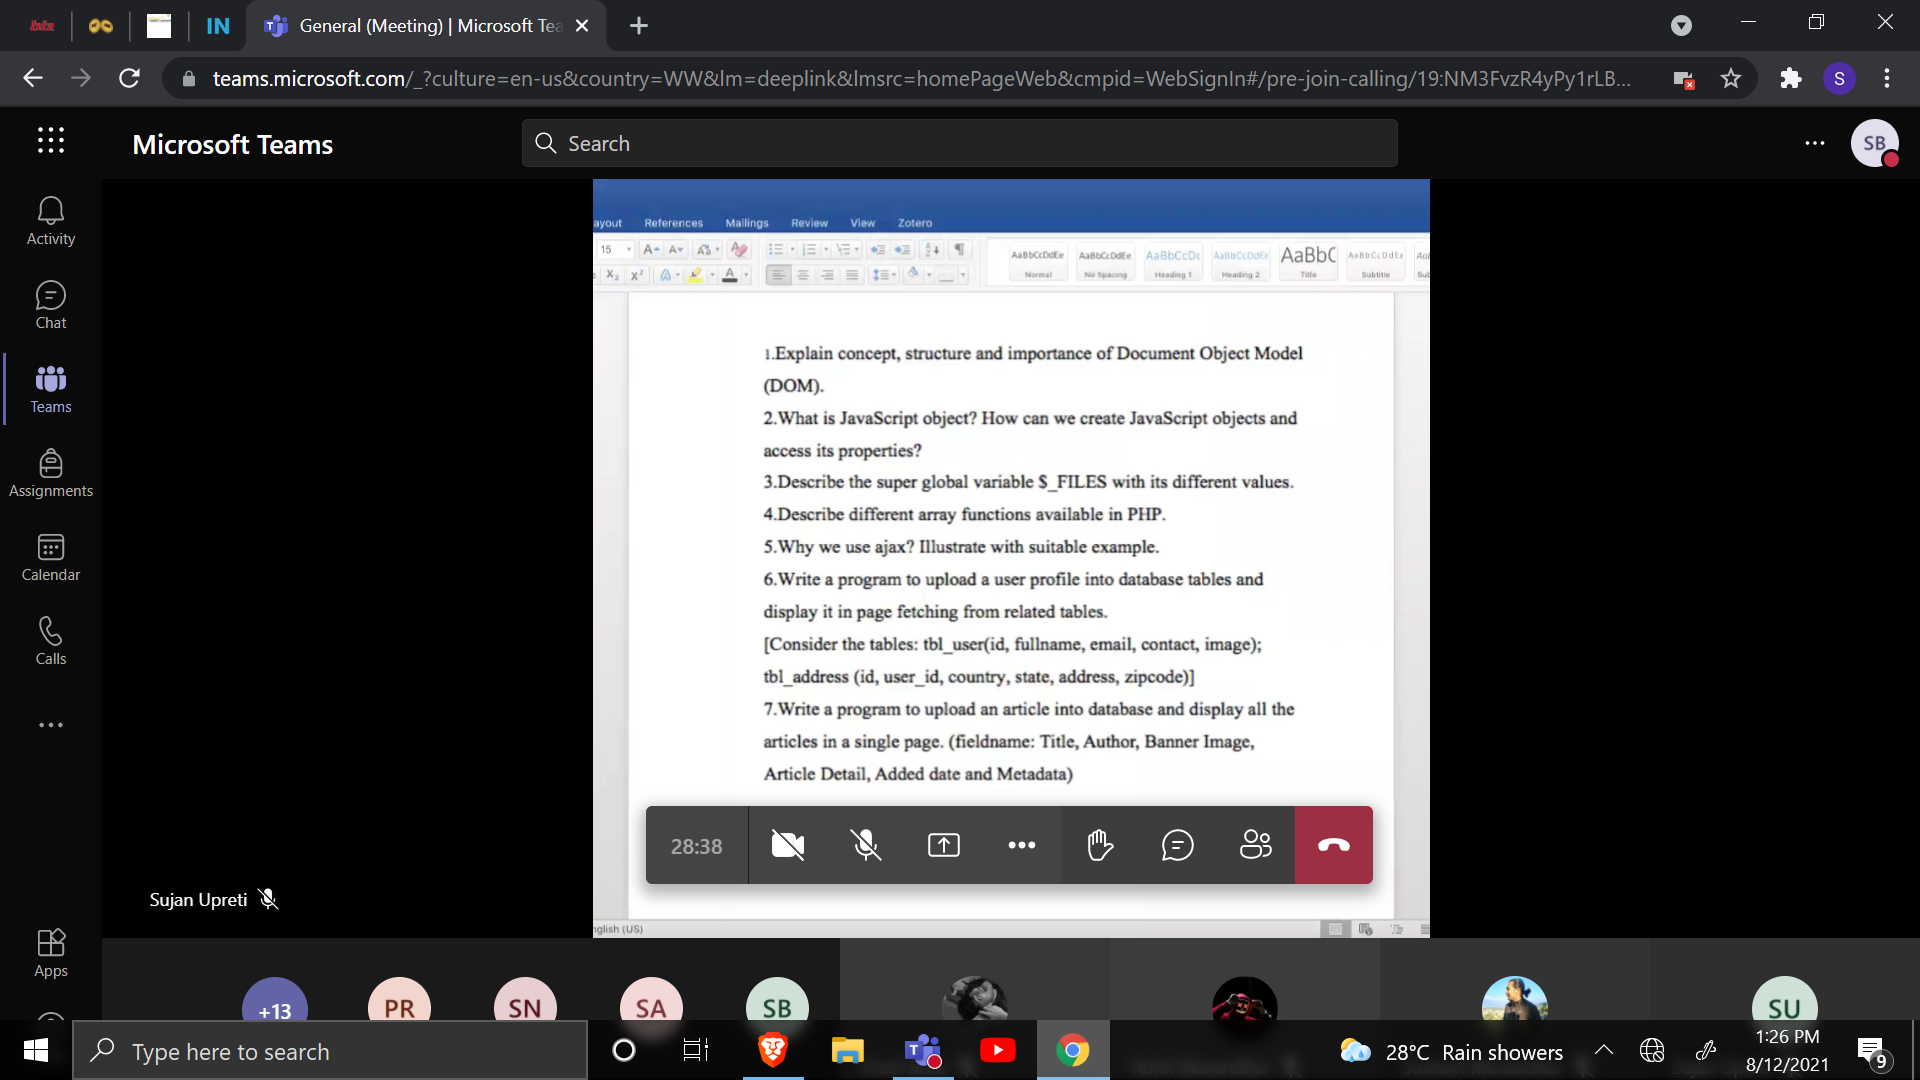 IN
General (Meeting) | Microsoft Tea
teams.microsoft.com/_?culture=en-us&country=WW&lm=deeplink&lmsrc=homePageWeb&cmpid=WebSignIn#/pre-join-calling/19:NM3FvzR4yPy1rLB...
S
Microsoft Teams
Search
SB
Activity
Chat
Teams
Assignments
Calendar
Calls
Apps
ayout References Mailings Review View Zotero
15
AaBbCcDdEe AaBbCcDdEe AaBbCcDc AaBbCcDdEe AaBbC AaBbCcDdEe
Normal No Spacing Heading 1 Heading 2 Title Subtitle
1.Explain concept, structure and importance of Document Object Model
(DOM).
2.What is JavaScript object? How can we create JavaScript objects and
access its properties?
3.Describe the super global variable $_FILES with its different values.
4.Describe different array functions available in PHP.
5.Why we use ajax? Illustrate with suitable example.
6.Write a program to upload a user profile into database tables and
display it in page fetching from related tables.
[Consider the tables: tbl_user(id, fullname, email, contact, image);
tbl_address (id, user_id, country, state, address, zipcode)]
7.Write a program to upload an article into database and display all the
articles in a single page. (fieldname: Title, Author, Banner Image,
Article Detail, Added date and Metadata)
28:38
Sujan Upreti
nglish (US)
+13 PR SN SA SB SU
Type here to search
28°C Rain showers
1:26 PM
8/12/2021
9